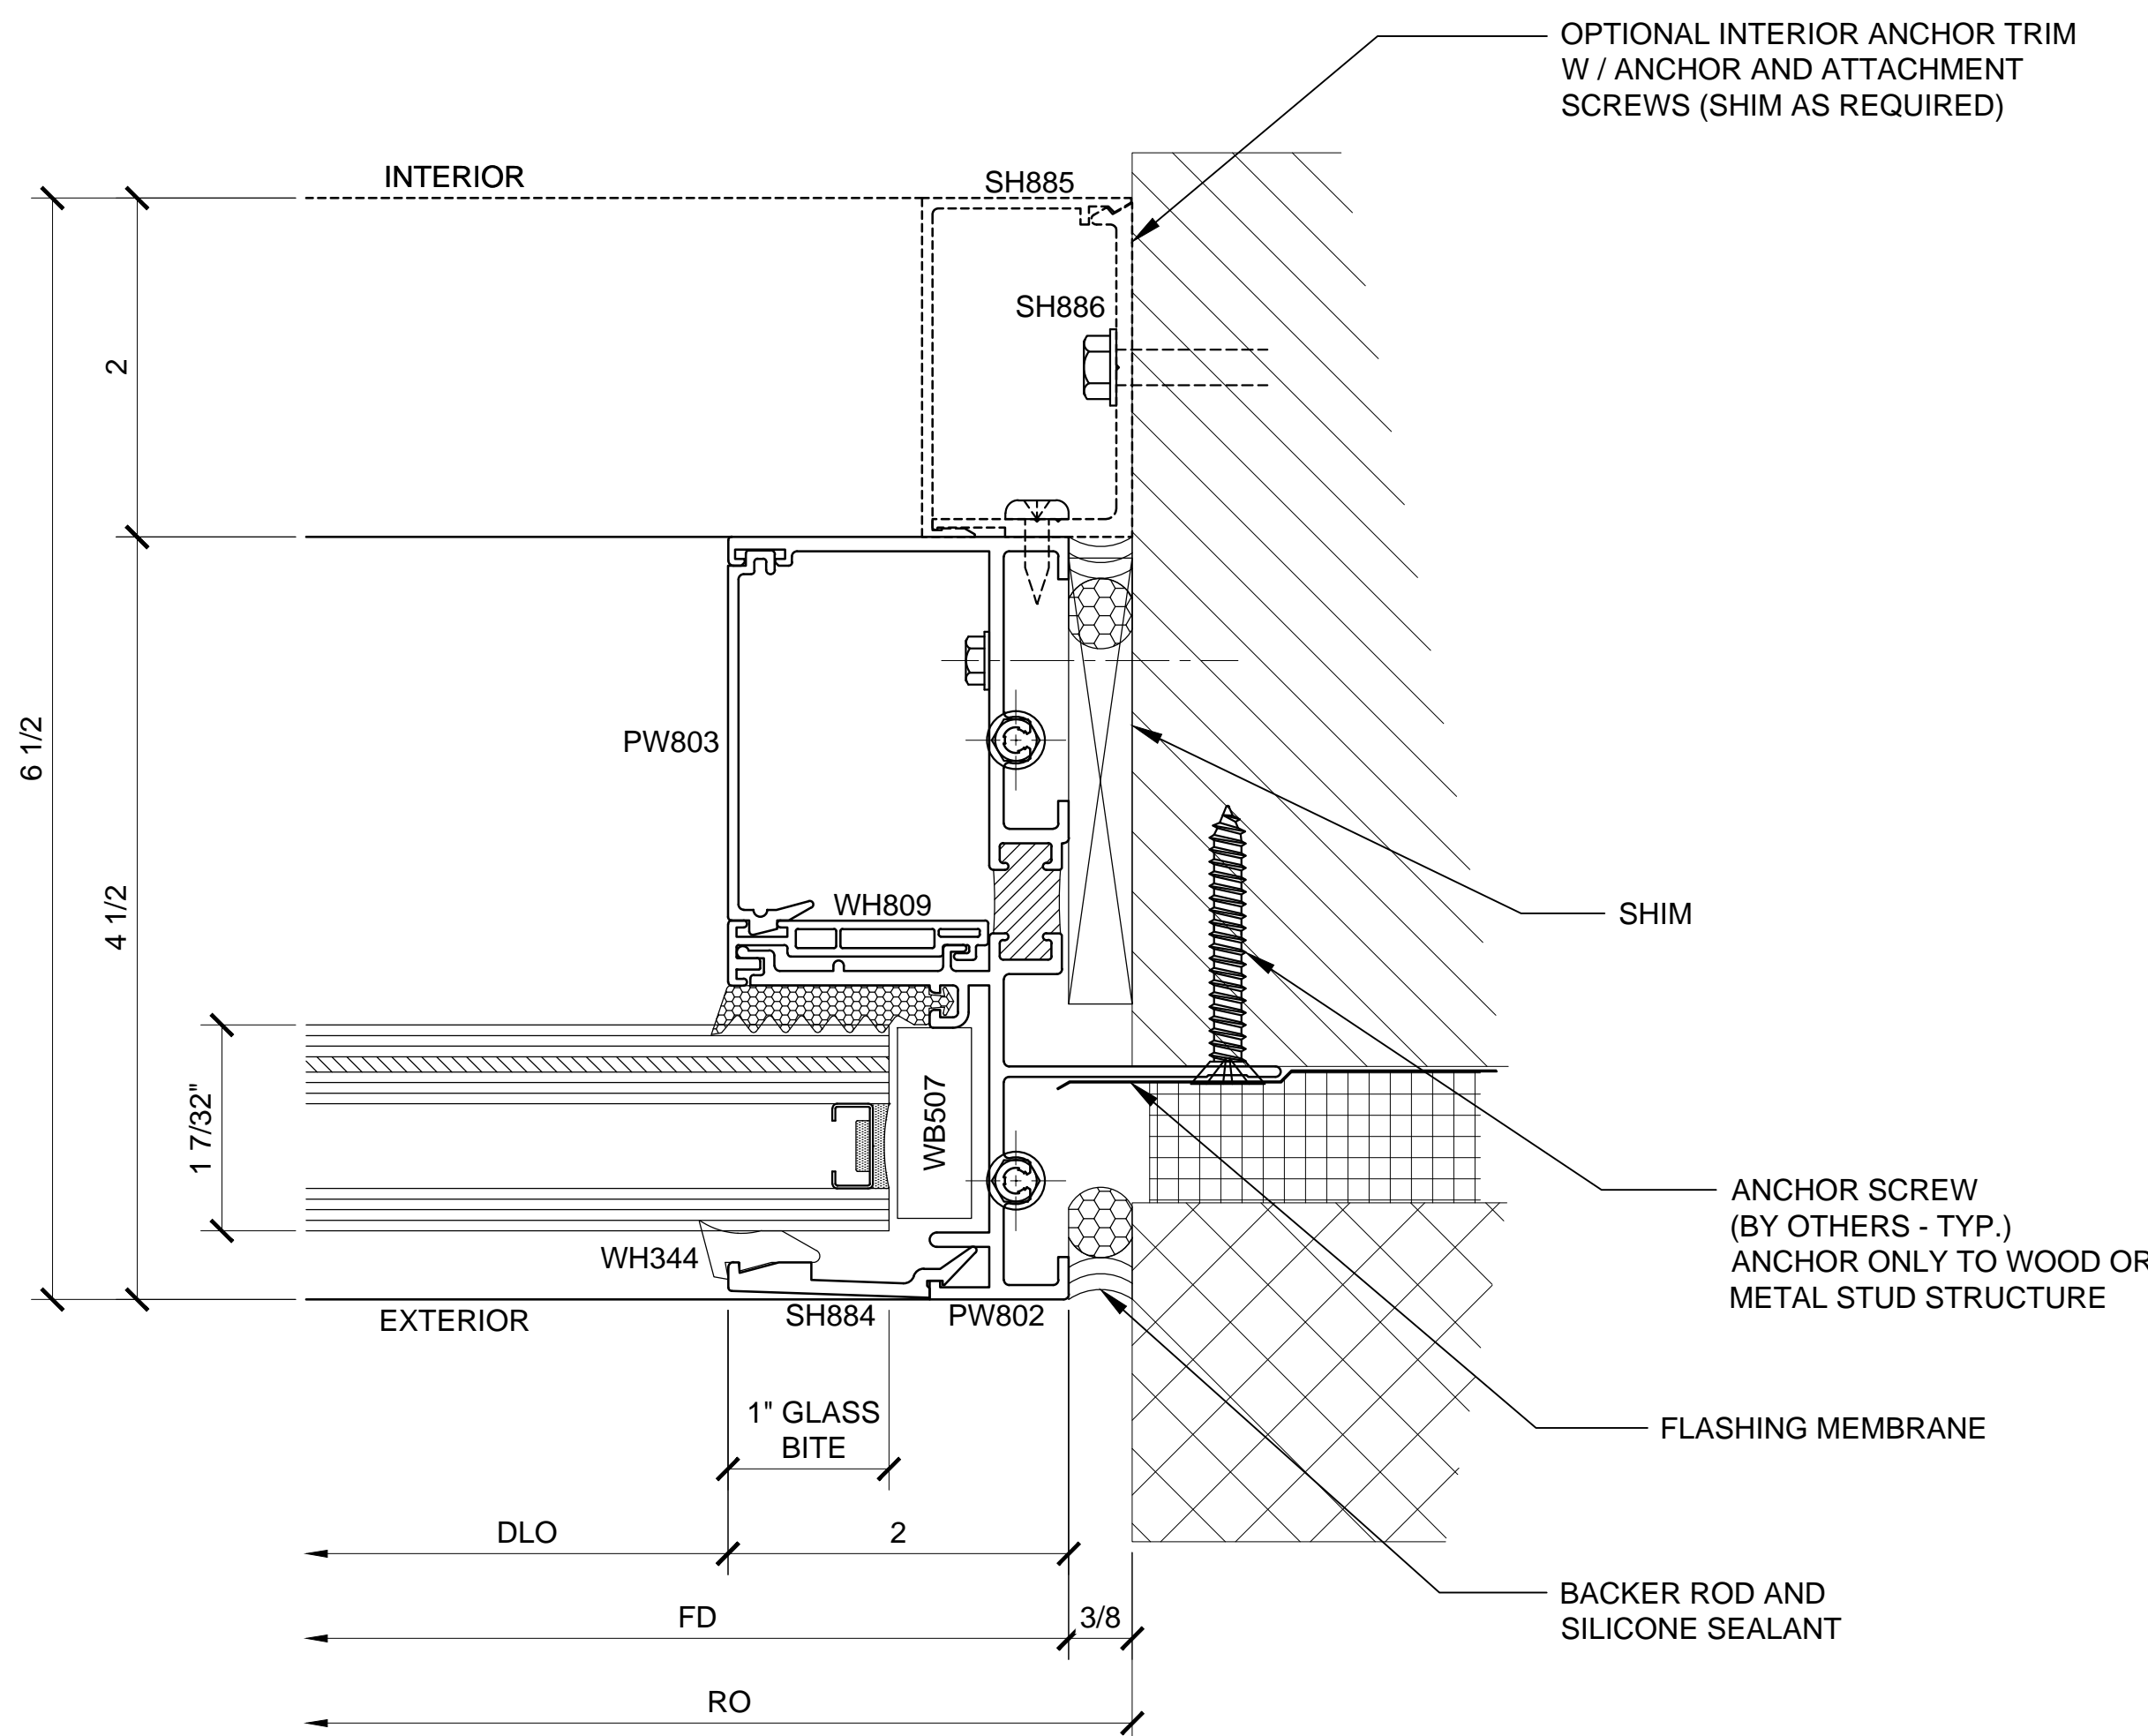 OPTIONAL INTERIOR ANCHOR TRIM
W / ANCHOR AND ATTACHMENT
SCREWS (SHIM AS REQUIRED)
INTERIOR
SH885
SH886
2
6 1/2
PW803
4 1/2
WH809
SHIM
1 7/32"
WB507
ANCHOR SCREW
(BY OTHERS - TYP.)
ANCHOR ONLY TO WOOD OR
METAL STUD STRUCTURE
WH344
EXTERIOR
SH884
PW802
1" GLASS
BITE
FLASHING MEMBRANE
DLO
2
BACKER ROD AND
SILICONE SEALANT
FD
3/8
RO